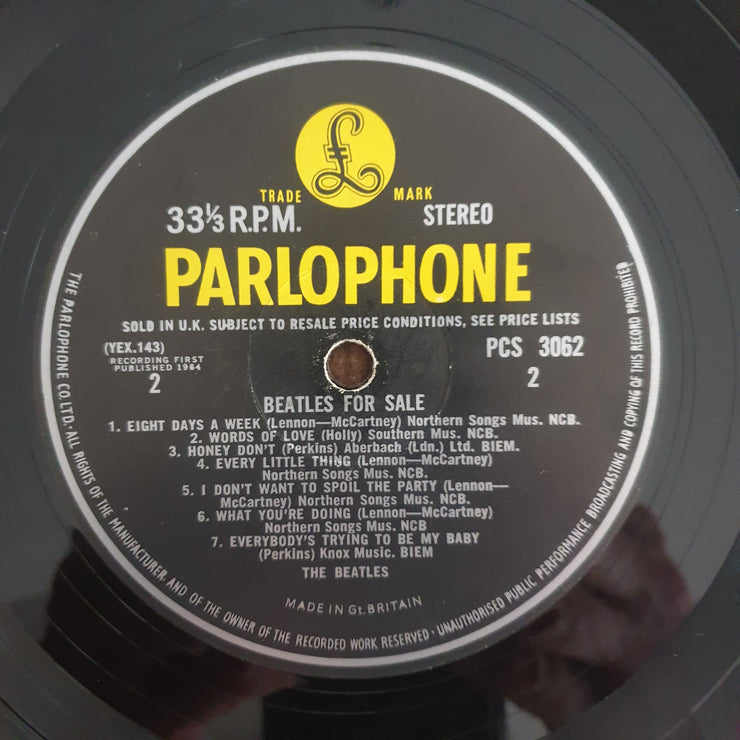 £
TRADE MARK
33⅓ R.P.M. STEREO
PARLOPHONE
SOLD IN U.K. SUBJECT TO RESALE PRICE CONDITIONS, SEE PRICE LISTS
(YEX.143) PCS 3062
RECORDING FIRST
PUBLISHED 1964
2 2
BEATLES FOR SALE
1. EIGHT DAYS A WEEK (Lennon—McCartney) Northern Songs Mus. NCB.
2. WORDS OF LOVE (Holly) Southern Mus. NCB.
3. HONEY DON'T (Perkins) Aberbach (Ldn.) Ltd. BIEM.
4. EVERY LITTLE THING (Lennon—McCartney)
Northern Songs Mus. NCB.
5. I DON'T WANT TO SPOIL THE PARTY (Lennon—
McCartney) Northern Songs Mus. NCB.
6. WHAT YOU'RE DOING (Lennon—McCartney)
Northern Songs Mus. NCB
7. EVERYBODY'S TRYING TO BE MY BABY
(Perkins) Knox Music. BIEM
THE BEATLES
MADE IN Gt. BRITAIN
THE PARLOPHONE CO. LTD. · ALL RIGHTS OF THE MANUFACTURER AND OF THE OWNER OF THE RECORDED WORK RESERVED · UNAUTHORISED PUBLIC PERFORMANCE BROADCASTING AND COPYING OF THIS RECORD PROHIBITED